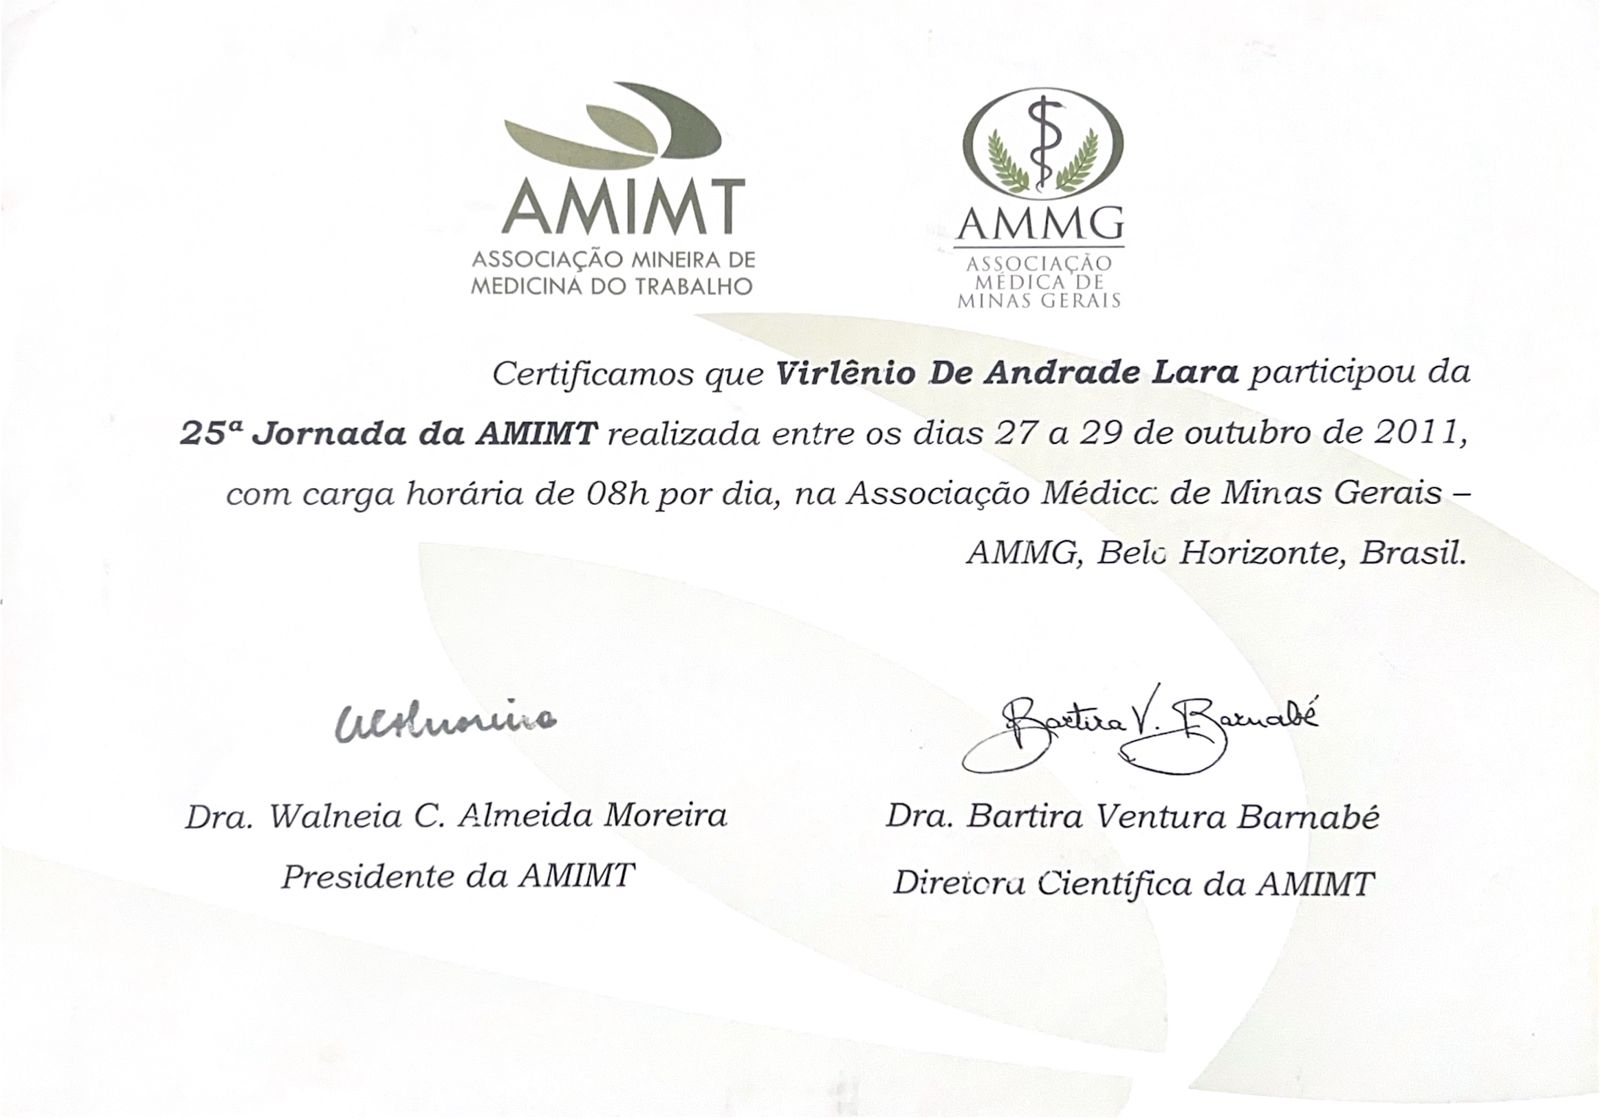 AMIMT
ASSOCIAÇÃO MINEIRA DE
MEDICINA DO TRABALHO
AMMG
ASSOCIAÇÃO
MÉDICA DE
MINAS GERAIS
Certificamos que Virlênio De Andrade Lara participou da
25ª Jornada da AMIMT realizada entre os dias 27 a 29 de outubro de 2011,
com carga horária de 08h por dia, na Associação Médica de Minas Gerais –
AMMG, Belo Horizonte, Brasil.
Bartira V. Barnabé
Dra. Walneia C. Almeida Moreira
Dra. Bartira Ventura Barnabé
Presidente da AMIMT
Diretora Científica da AMIMT